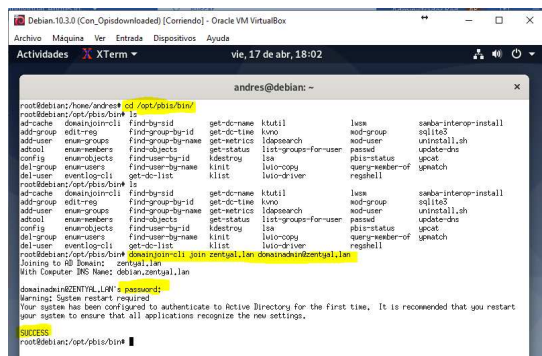 Debian.10.3.0 (Con_Opisdownloaded) [Corriendo] - Oracle VM VirtualBox
Archivo Máquina Ver Entrada Dispositivos Ayuda
Actividades XTerm vie, 17 de abr, 18:02
andres@debian: ~
root@debian:/home/andres# cd /opt/pbis/bin/
root@debian:/opt/pbis/bin# ls
ad-cache domainjoin-cli find-by-sid get-dc-name ktutil lwsm samba-interop-install
add-group edit-reg find-group-by-id get-dc-time kvno mod-group sqlite3
add-user enum-groups find-group-by-name get-metrics ldapsearch mod-user uninstall.sh
adtool enum-members find-objects get-status list-groups-for-user passwd update-dns
config enum-objects find-user-by-id kdestroy lsa pbis-status ypcat
del-group enum-users find-user-by-name kinit lwio-copy query-member-of ypmatch
del-user eventlog-cli get-dc-list klist lwio-driver regshell
root@debian:/opt/pbis/bin# ls
ad-cache domainjoin-cli find-by-sid get-dc-name ktutil lwsm samba-interop-install
add-group edit-reg find-group-by-id get-dc-time kvno mod-group sqlite3
add-user enum-groups find-group-by-name get-metrics ldapsearch mod-user uninstall.sh
adtool enum-members find-objects get-status list-groups-for-user passwd update-dns
config enum-objects find-user-by-id kdestroy lsa pbis-status ypcat
del-group enum-users find-user-by-name kinit lwio-copy query-member-of ypmatch
del-user eventlog-cli get-dc-list klist lwio-driver regshell
root@debian:/opt/pbis/bin# domainjoin-cli join zentyal.lan domainadmin@zentyal.lan
Joining to AD Domain: zentyal.lan
With Computer DNS Name: debian.zentyal.lan
domainadmin@ZENTYAL.LAN's password:
Warning: System restart required
Your system has been configured to authenticate to Active Directory for the first time. It is recommended that you restart
your system to ensure that all applications recognize the new settings.
SUCCESS
root@debian:/opt/pbis/bin#